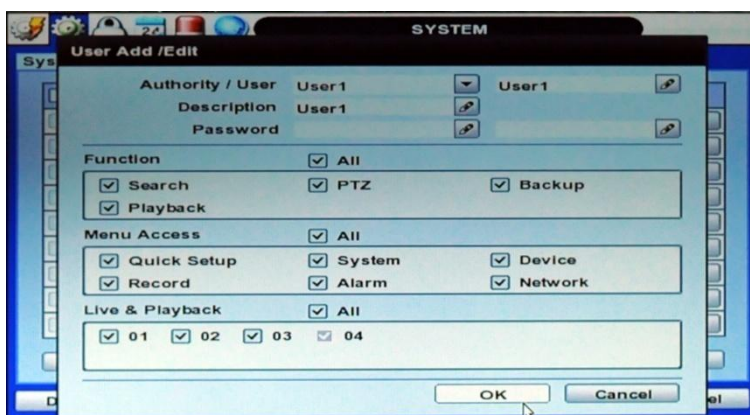 24
SYSTEM
Sys
User Add /Edit
Authority / User User1 User1
Description User1
Password
Function All
Search PTZ Backup
Playback
Menu Access All
Quick Setup System Device
Record Alarm Network
Live & Playback All
01 02 03 04
OK Cancel
D el